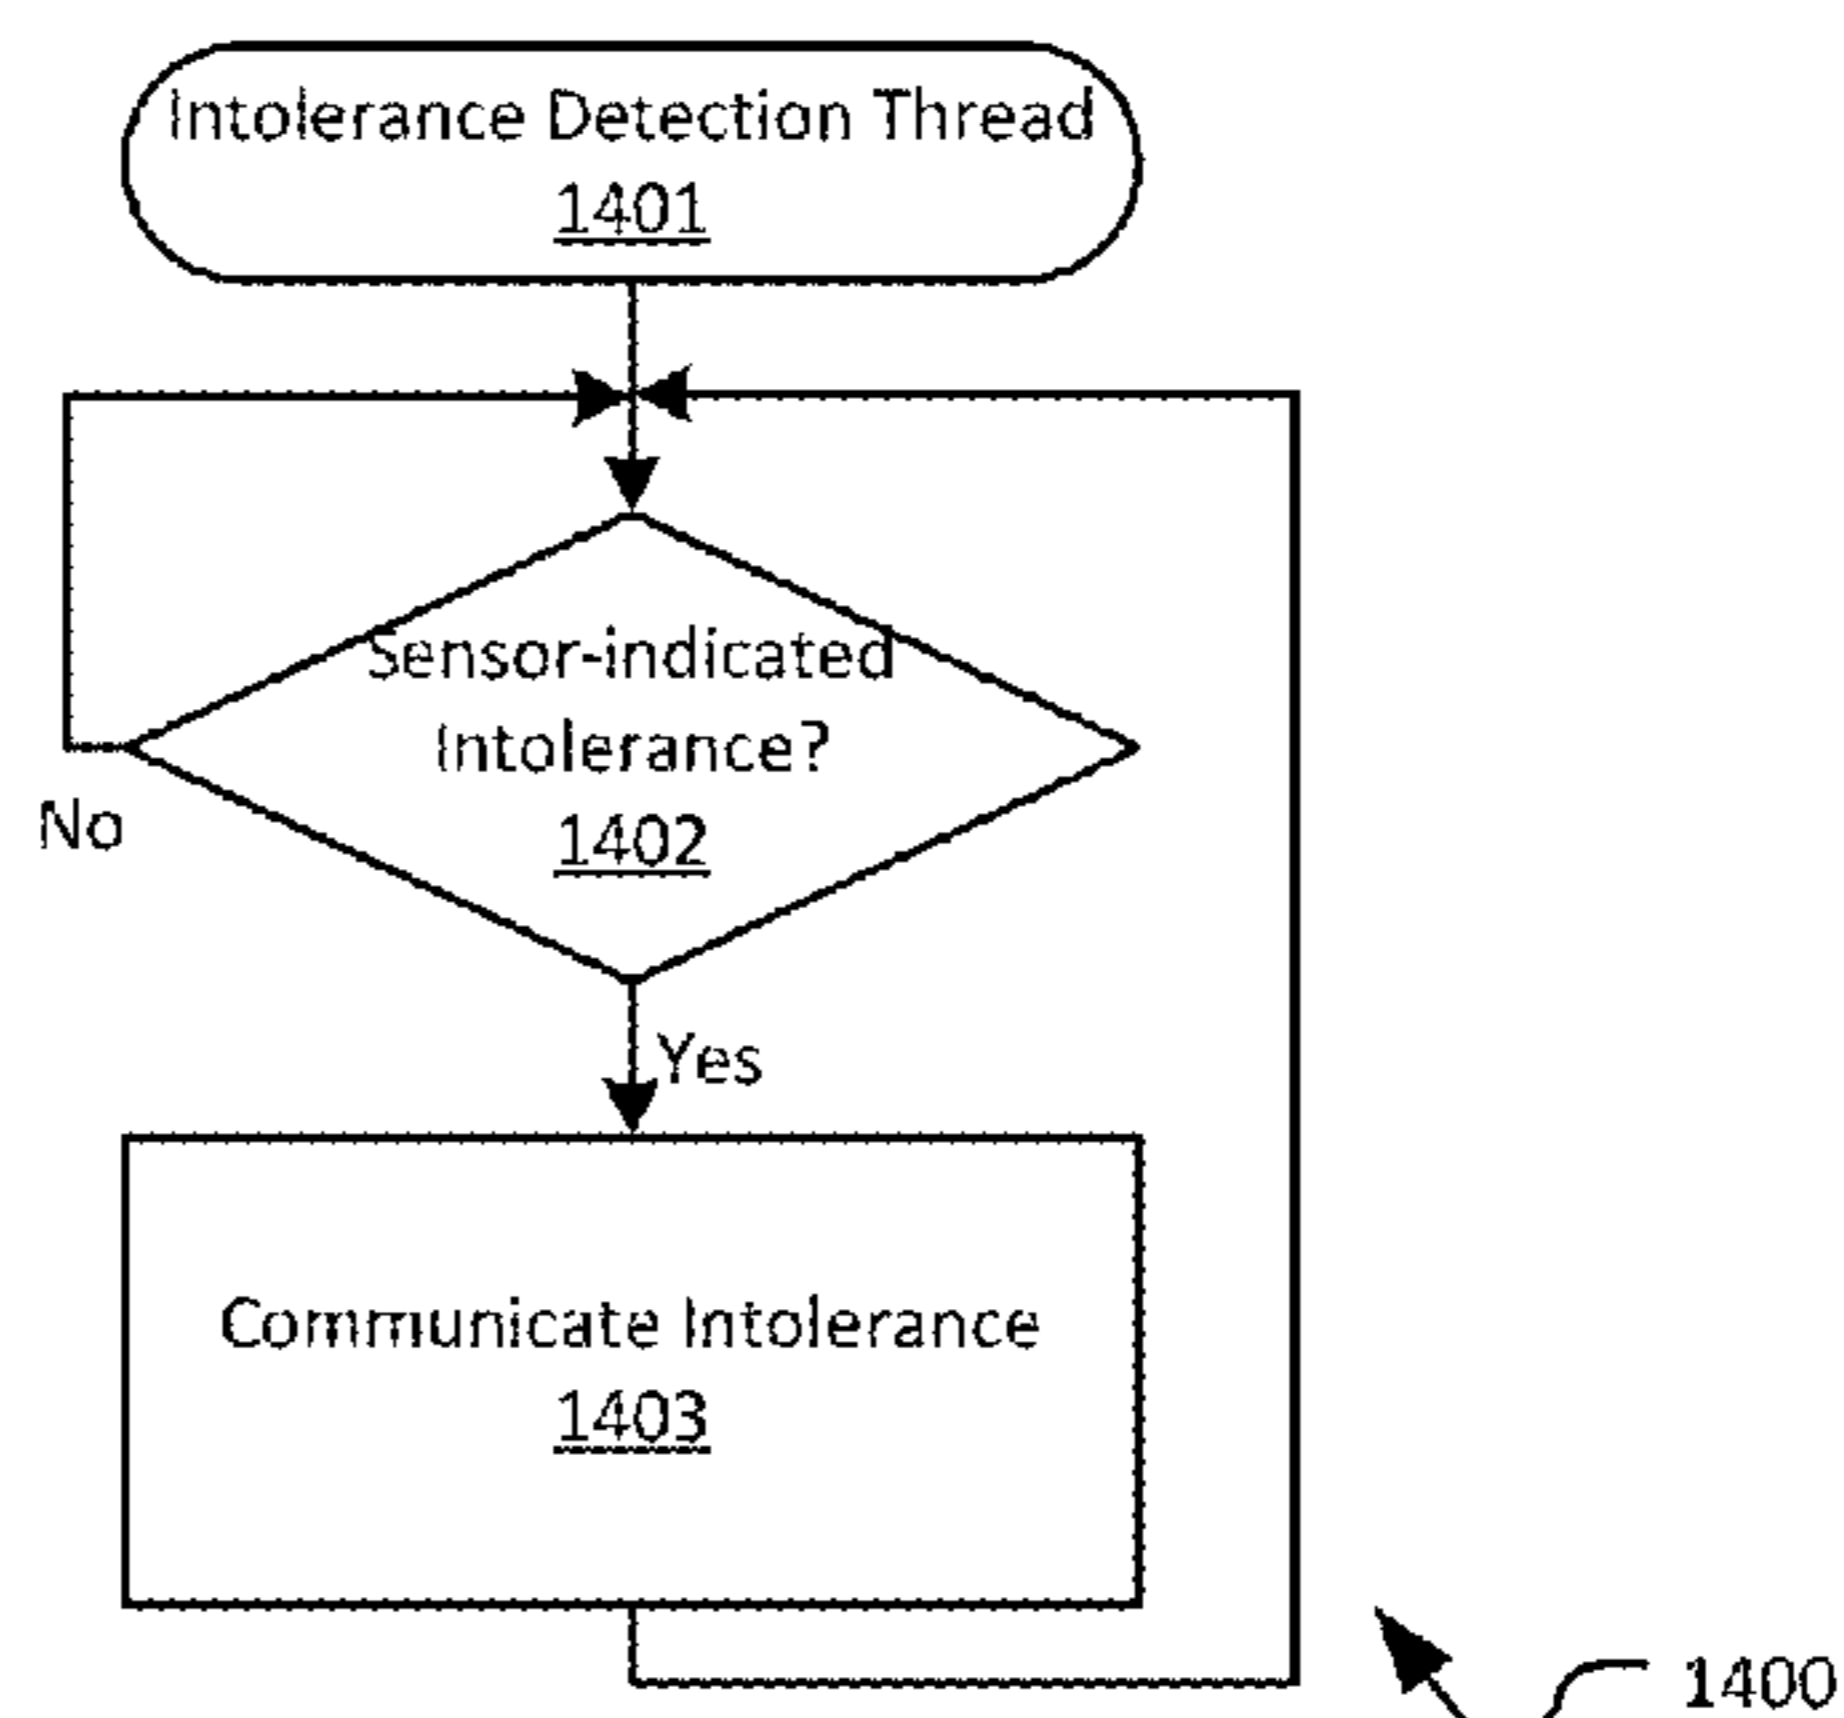 Intolerance Detection Thread
1401
Sensor-indicated
Intolerance?
1402
No
Yes
Communicate Intolerance
1403
1400